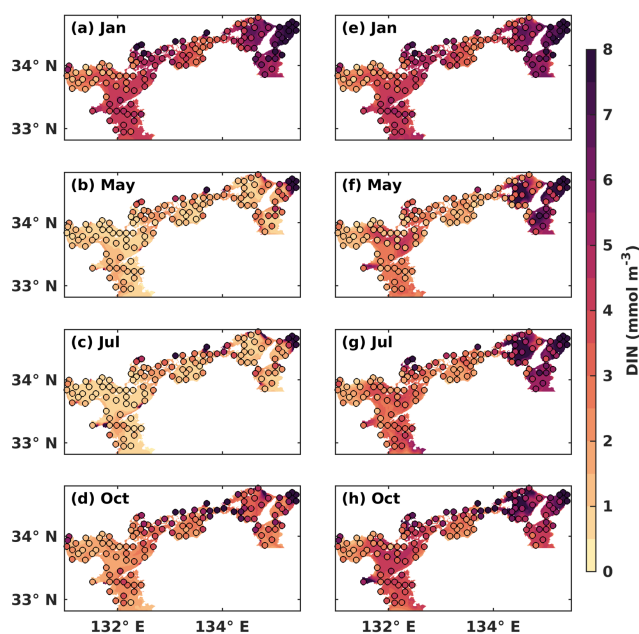 (a) Jan
(e) Jan
34° N
33° N
(b) May
(f) May
34° N
33° N
(c) Jul
(g) Jul
34° N
33° N
(d) Oct
(h) Oct
34° N
33° N
132° E
134° E
132° E
134° E
8
7
6
5
4
3
2
1
0
DIN (mmol m⁻³)